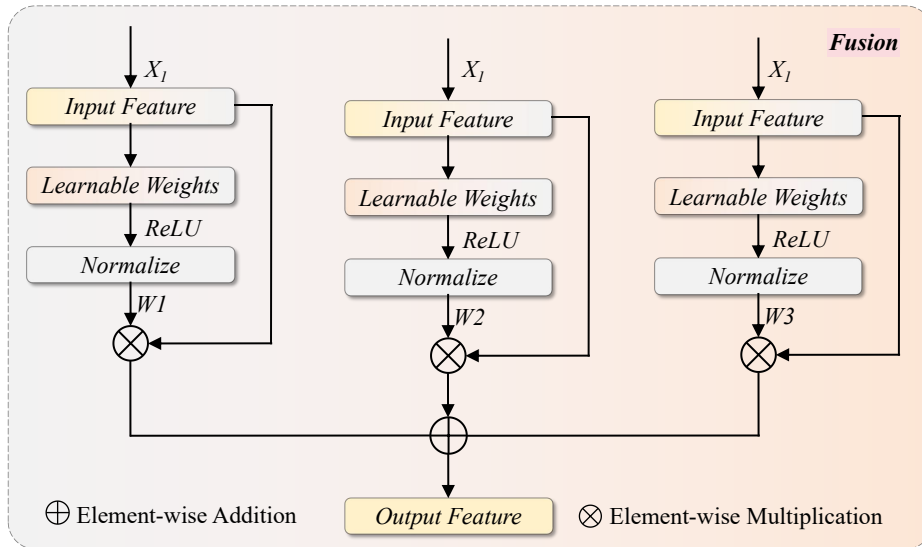 Fusion
X1
Input Feature
Learnable Weights
ReLU
Normalize
W1
X1
Input Feature
Learnable Weights
ReLU
Normalize
W2
X1
Input Feature
Learnable Weights
ReLU
Normalize
W3
Element-wise Addition
Output Feature
Element-wise Multiplication